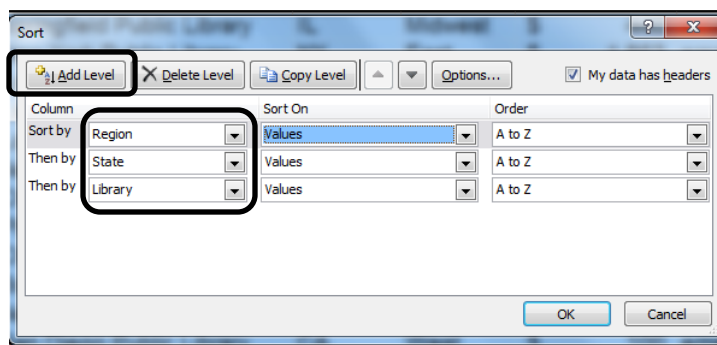 Sort
? X
Add Level Delete Level Copy Level Options... My data has headers
Column Sort On Order
Sort by Region Values A to Z
Then by State Values A to Z
Then by Library Values A to Z
OK Cancel